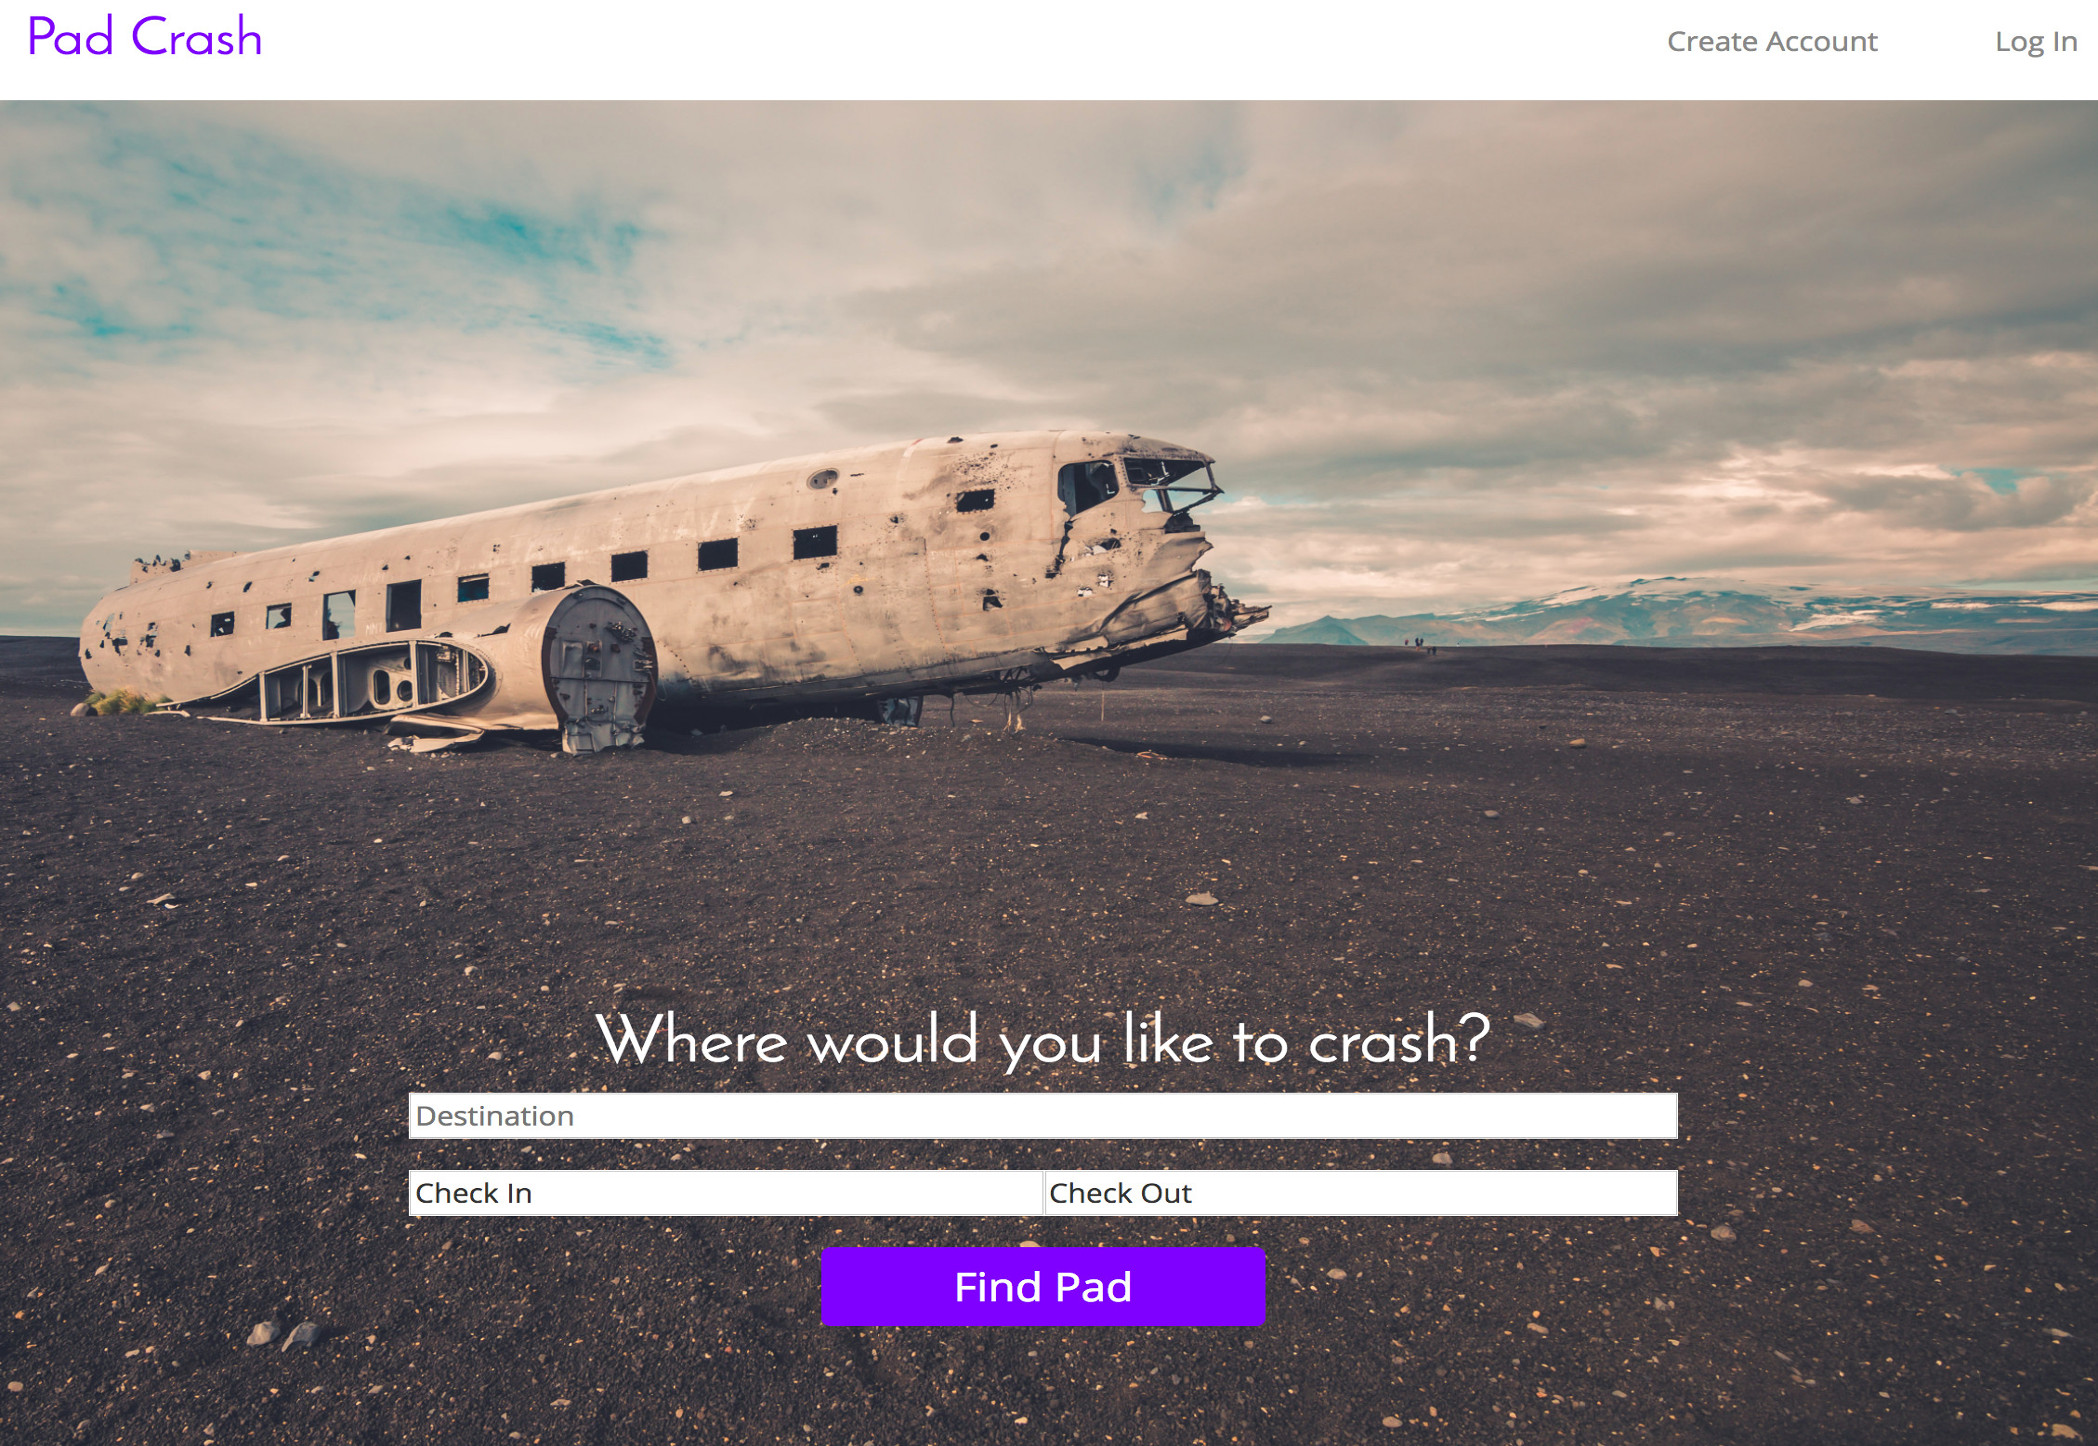 Pad Crash
Create Account
Log In
Where would you like to crash?
Destination
Check In
Check Out
Find Pad